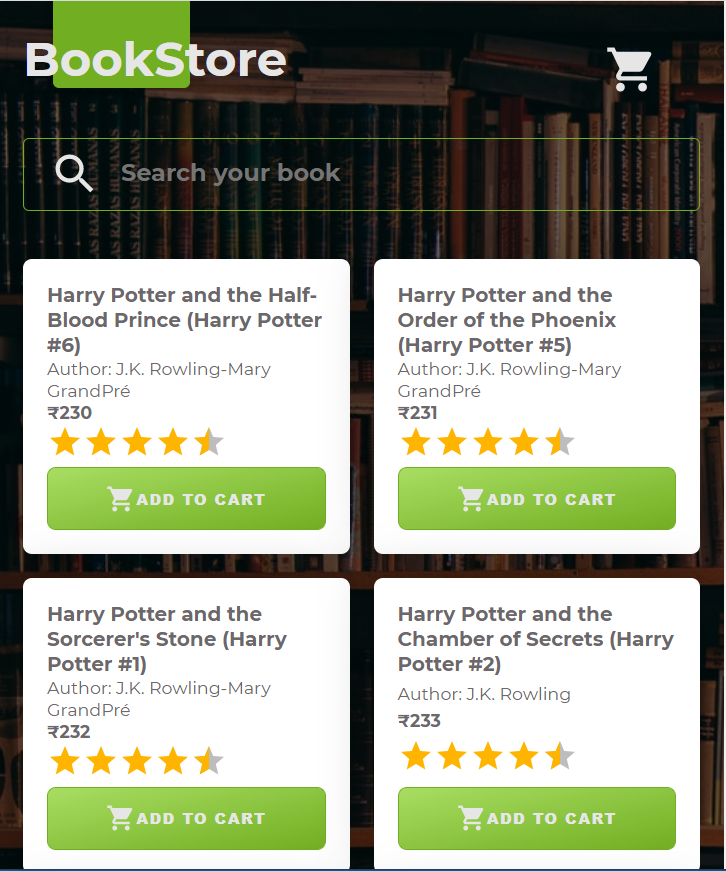 BookStore
Search your book
Harry Potter and the Half-
Blood Prince (Harry Potter
#6)
Author: J.K. Rowling-Mary
GrandPré
₹230
ADD TO CART
Harry Potter and the
Order of the Phoenix
(Harry Potter #5)
Author: J.K. Rowling-Mary
GrandPré
₹231
ADD TO CART
Harry Potter and the
Sorcerer's Stone (Harry
Potter #1)
Author: J.K. Rowling-Mary
GrandPré
₹232
ADD TO CART
Harry Potter and the
Chamber of Secrets (Harry
Potter #2)
Author: J.K. Rowling
₹233
ADD TO CART
LAS RAZAS HUMANAS